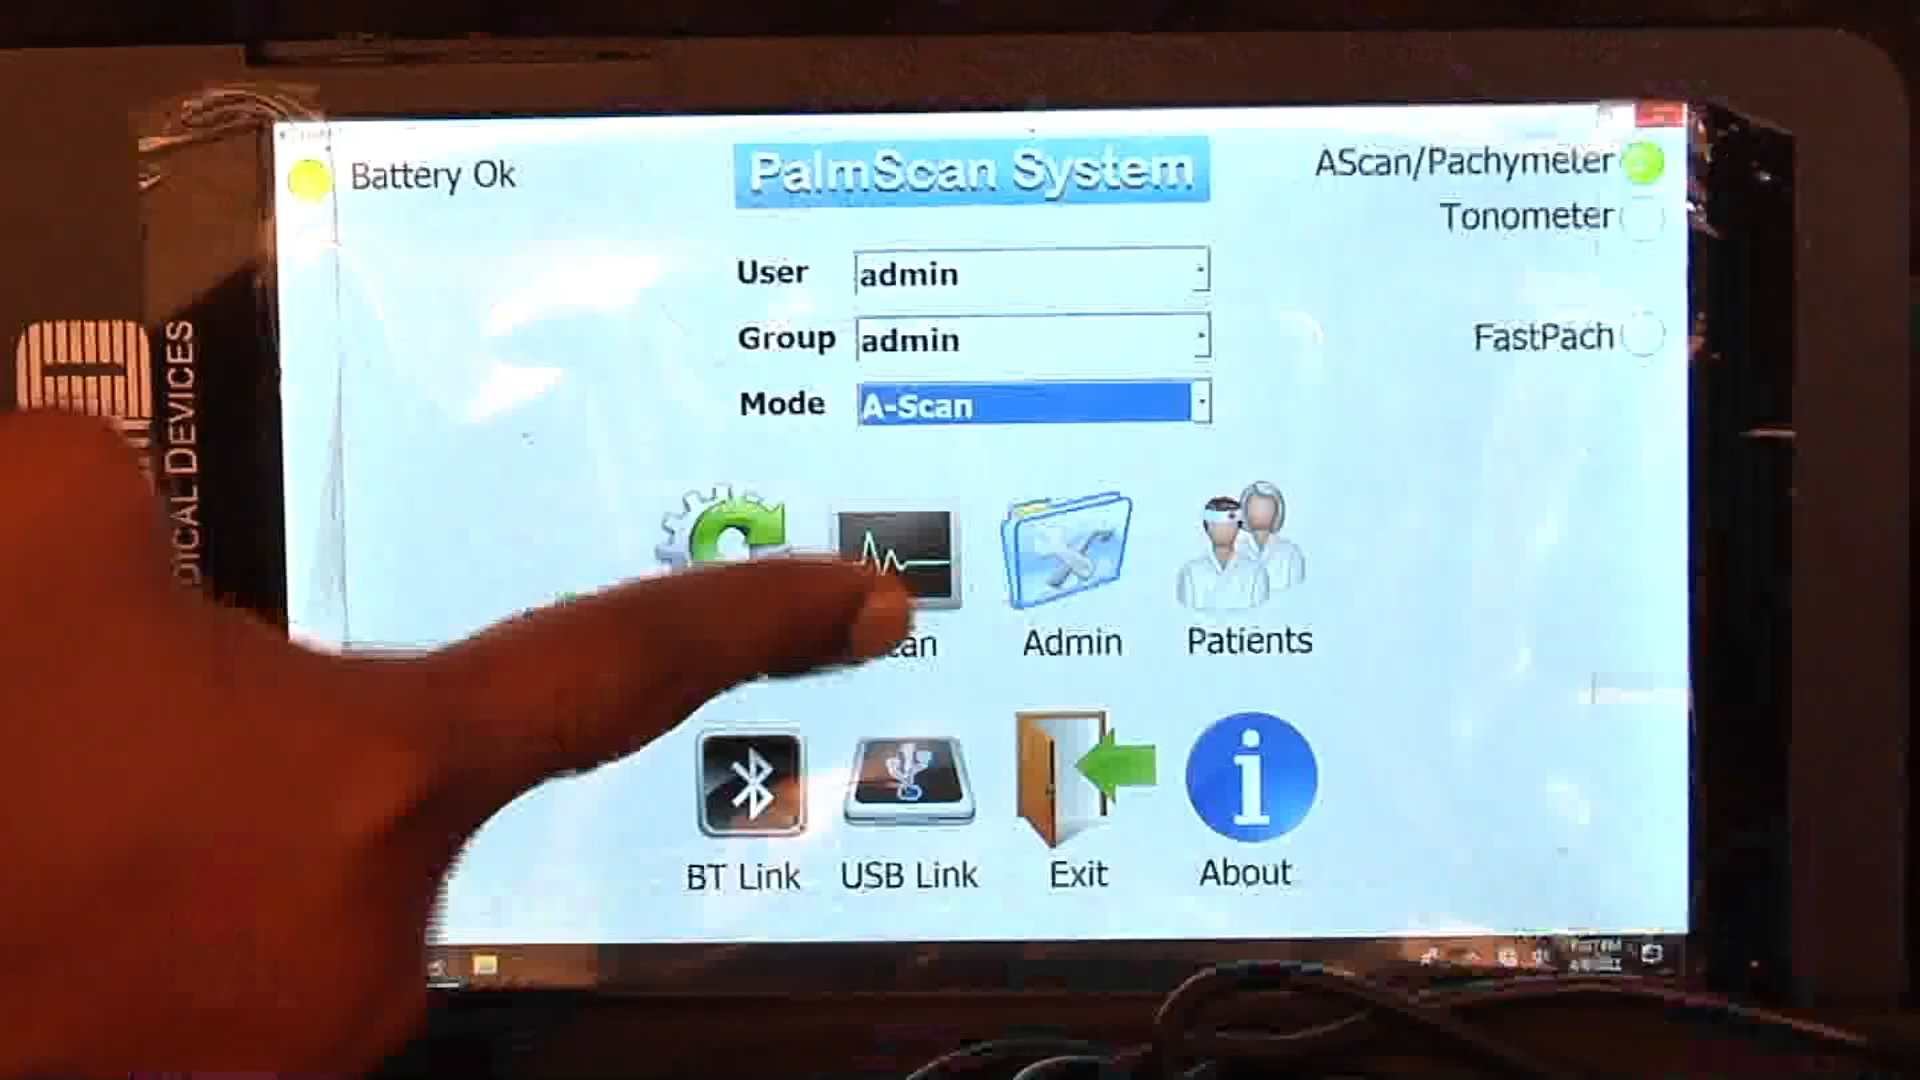 Battery Ok
PalmScan System
AScan/Pachymeter
Tonometer
User
admin
Group
admin
FastPach
Mode
A-Scan
Admin
Patients
BT Link
USB Link
Exit
About
DICAL DEVICES